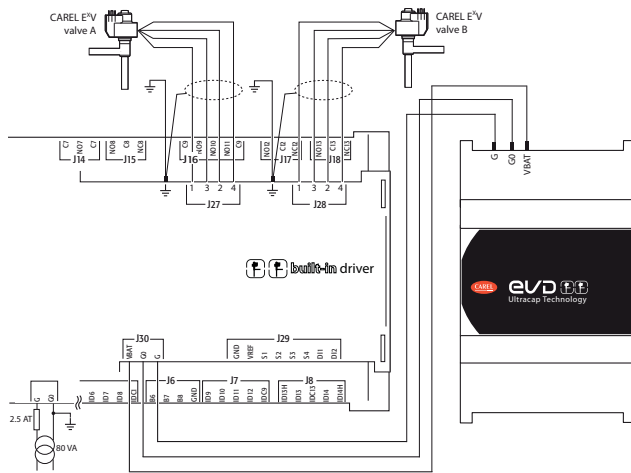 CAREL EXV
valve A
CAREL EXV
valve B
G
G0
VBAT
C7
NO7
C7
J14
NO8
C8
NC8
J15
C9
NO9
NO10
NO11
C9
J16
NO12
C12
NC12
J17
NO13
C13
NC13
J18
1 3 2 4
J27
1 3 2 4
J28
built-in driver
CAREL
EVD
Ultracap Technology
J30
VBAT
G0
G
J29
GND
VREF
S1
S2
S3
S4
DI1
DI2
G
G0
2.5 AT
80 VA
ID6
ID7
ID8
IDC1
J6
B6
B7
B8
GND
J7
ID9
ID10
ID11
ID12
IDC9
J8
ID13H
ID13
IDC13
ID14
ID14H